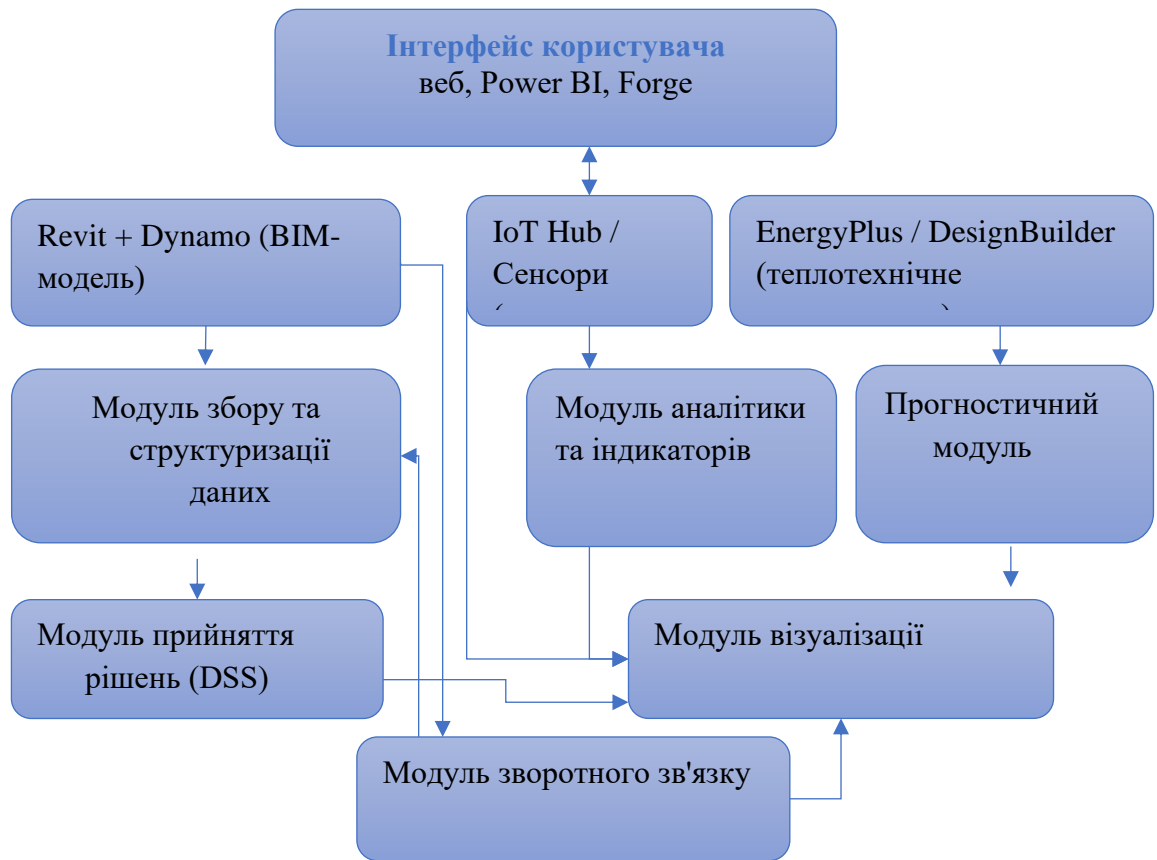 Інтерфейс користувача
веб, Power BI, Forge
Revit + Dynamo (BIM-
модель)
IoT Hub /
Сенсори
(
EnergyPlus / DesignBuilder
(теплотехнічне
)
Модуль збору та
структуризації
даних
Модуль аналітики
та індикаторів
Прогностичний
модуль
Модуль прийняття
рішень (DSS)
Модуль візуалізації
Модуль зворотного зв'язку